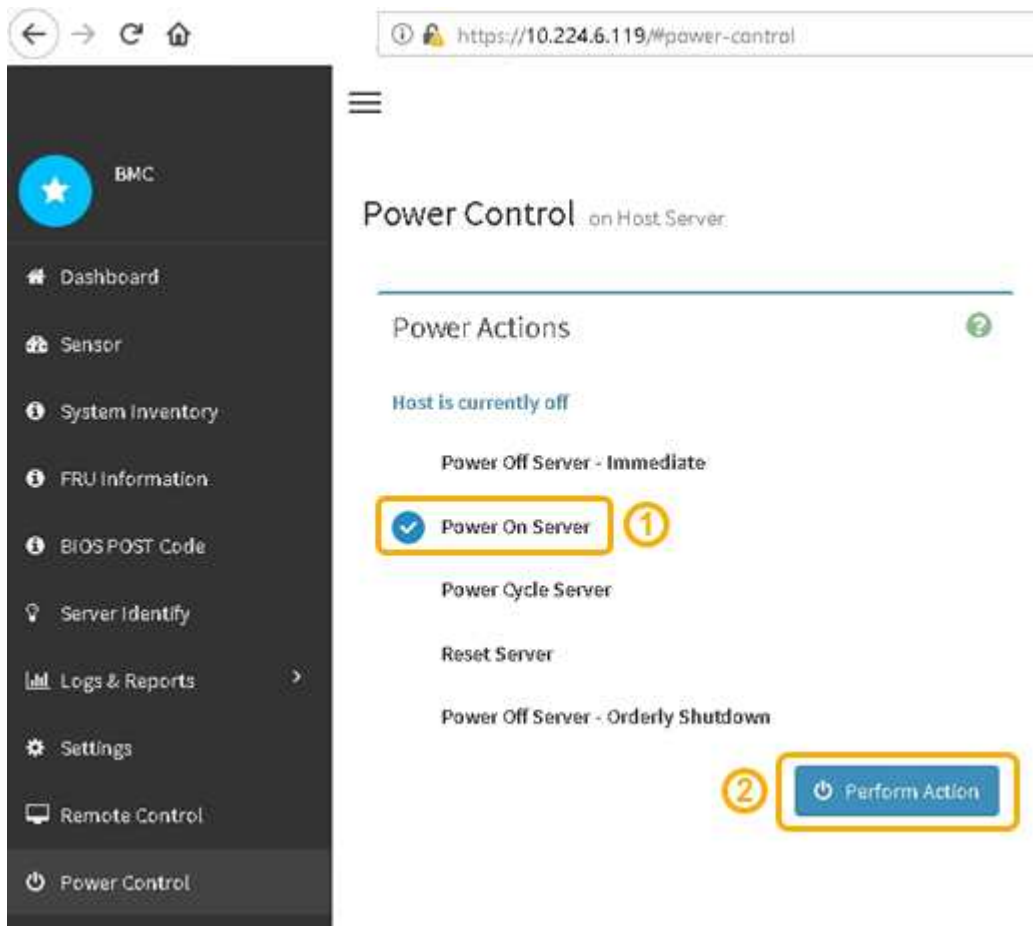 https://10.224.6.119/#power-control
BMC
Power Control on Host Server
Dashboard
Sensor
System Inventory
FRU Information
BIOS POST Code
Server Identify
Logs & Reports
Settings
Remote Control
Power Control
Power Actions
Host is currently off
Power Off Server - Immediate
Power On Server 1
Power Cycle Server
Reset Server
Power Off Server - Orderly Shutdown
2 Perform Action